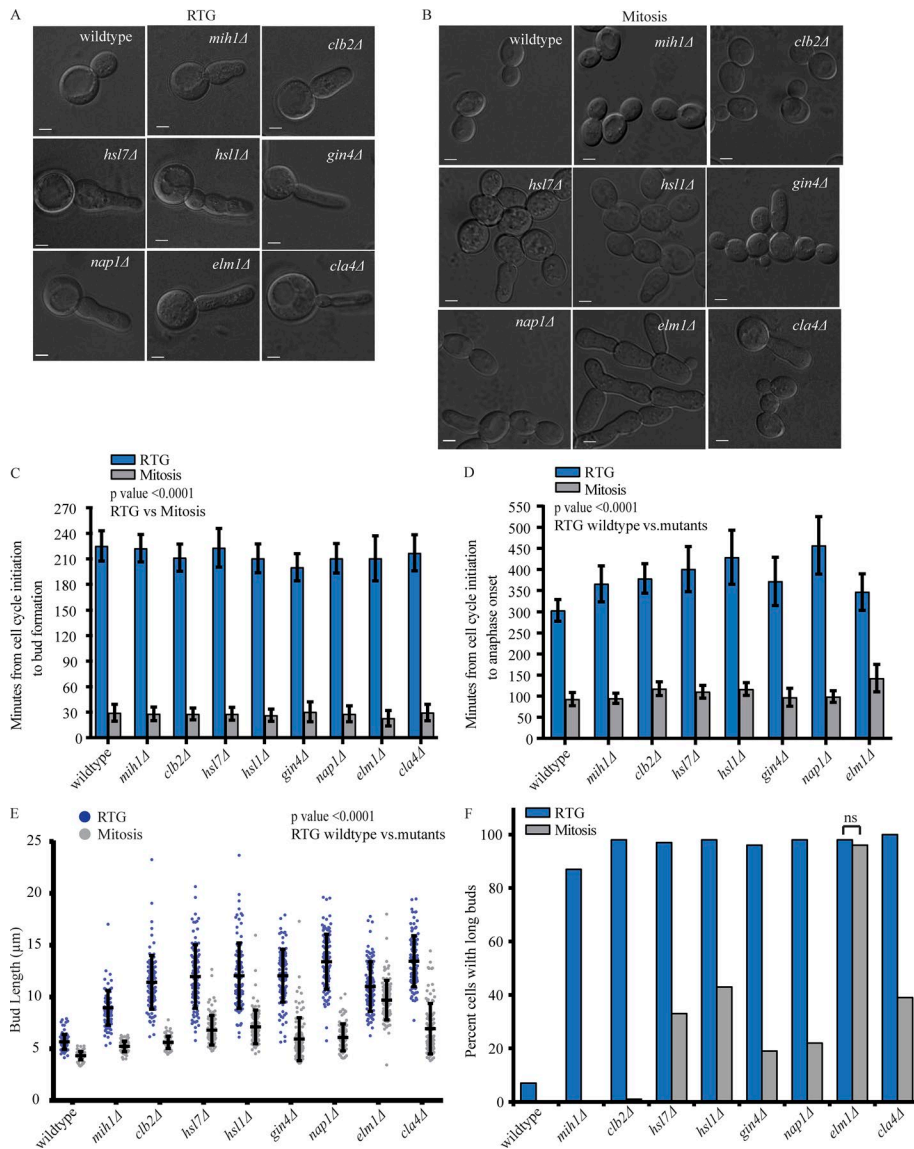 A
RTG
wildtype
mih1Δ
clb2Δ
hsl7Δ
hsl1Δ
gin4Δ
nap1Δ
elm1Δ
cla4Δ
B
Mitosis
wildtype
mih1Δ
clb2Δ
hsl7Δ
hsl1Δ
gin4Δ
nap1Δ
elm1Δ
cla4Δ
C
RTG
Mitosis
p value <0.0001
RTG vs Mitosis
Minutes from cell cycle initiation
to bud formation
270
240
210
180
150
120
90
60
30
0
wildtype
mih1Δ
clb2Δ
hsl7Δ
hsl1Δ
gin4Δ
nap1Δ
elm1Δ
cla4Δ
D
RTG
Mitosis
p value <0.0001
RTG wildtype vs.mutants
Minutes from cell cycle initiation
to anaphase onset
550
500
450
400
350
300
250
200
150
100
50
0
wildtype
mih1Δ
clb2Δ
hsl7Δ
hsl1Δ
gin4Δ
nap1Δ
elm1Δ
E
RTG
Mitosis
p value <0.0001
RTG wildtype vs.mutants
Bud Length (μm)
25
20
15
10
5
0
wildtype
mih1Δ
clb2Δ
hsl7Δ
hsl1Δ
gin4Δ
nap1Δ
elm1Δ
cla4Δ
F
RTG
Mitosis
ns
Percent cells wilth long buds
100
80
60
40
20
0
wildtype
mih1Δ
clb2Δ
hsl7Δ
hsl1Δ
gin4Δ
nap1Δ
elm1Δ
cla4Δ